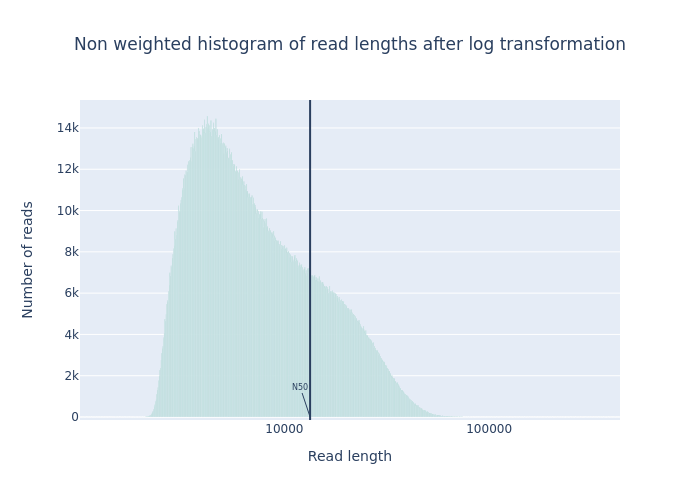 Non weighted histogram of read lengths after log transformation
14k
12k
10k
8k
6k
4k
2k
0
Number of reads
N50
10000
100000
Read length